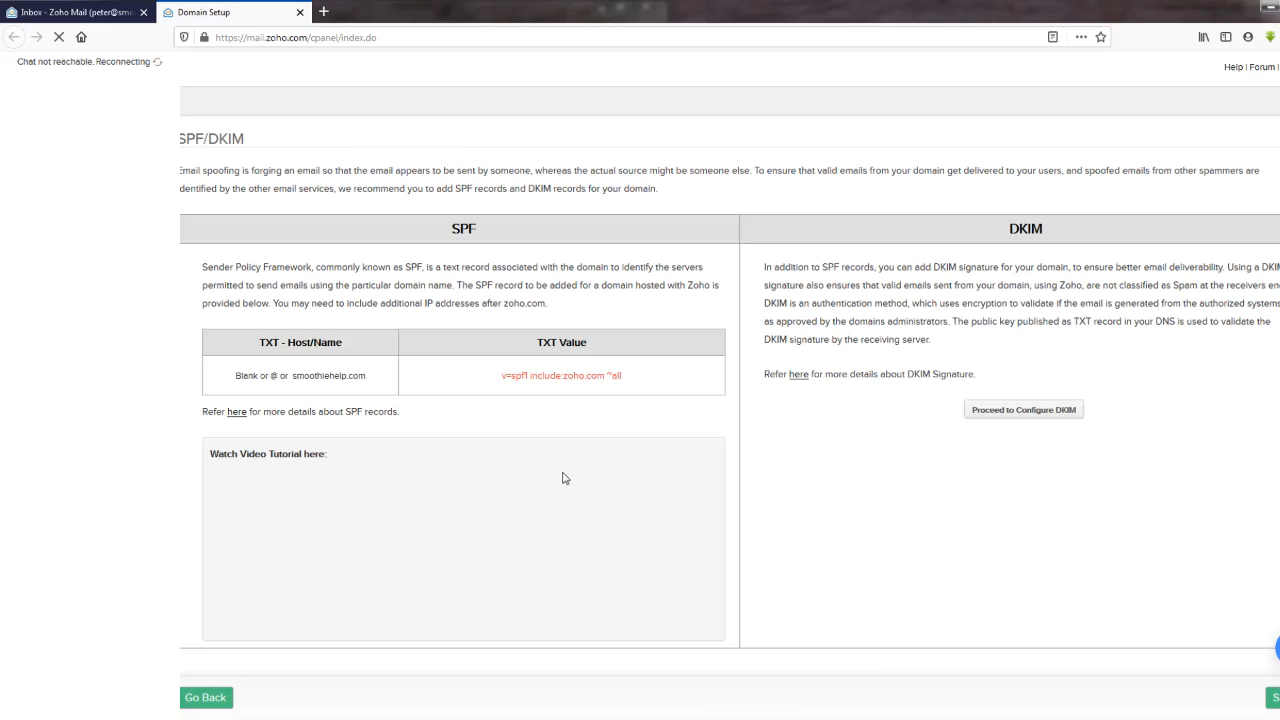 Inbox - Zoho Mail (peter@smo
Domain Setup
https://mail.zoho.com/cpanel/index.do
Chat not reachable. Reconnecting
Help | Forum |
SPF/DKIM
Email spoofing is forging an email so that the email appears to be sent by someone, whereas the actual source might be someone else. To ensure that valid emails from your domain get delivered to your users, and spoofed emails from other spammers are
identified by the other email services, we recommend you to add SPF records and DKIM records for your domain.
SPF
Sender Policy Framework, commonly known as SPF, is a text record associated with the domain to identify the servers
permitted to send emails using the particular domain name. The SPF record to be added for a domain hosted with Zoho is
provided below. You may need to include additional IP addresses after zoho.com.
TXT - Host/Name
TXT Value
Blank or @ or smoothiehelp.com
v=spf1 include:zoho.com ~all
Refer here for more details about SPF records.
Watch Video Tutorial here:
DKIM
In addition to SPF records, you can add DKIM signature for your domain, to ensure better email deliverability. Using a DKIM
signature also ensures that valid emails sent from your domain, using Zoho, are not classified as Spam at the receivers en
DKIM is an authentication method, which uses encryption to validate if the email is generated from the authorized systems
as approved by the domains administrators. The public key published as TXT record in your DNS is used to validate the
DKIM signature by the receiving server.
Refer here for more details about DKIM Signature.
Proceed to Configure DKIM
Go Back
S